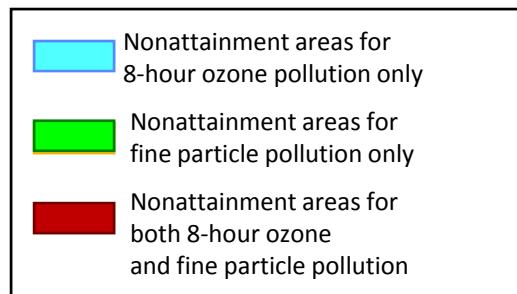 Nonattainment areas for
8-hour ozone pollution only
Nonattainment areas for
fine particle pollution only
Nonattainment areas for
both 8-hour ozone
and fine particle pollution